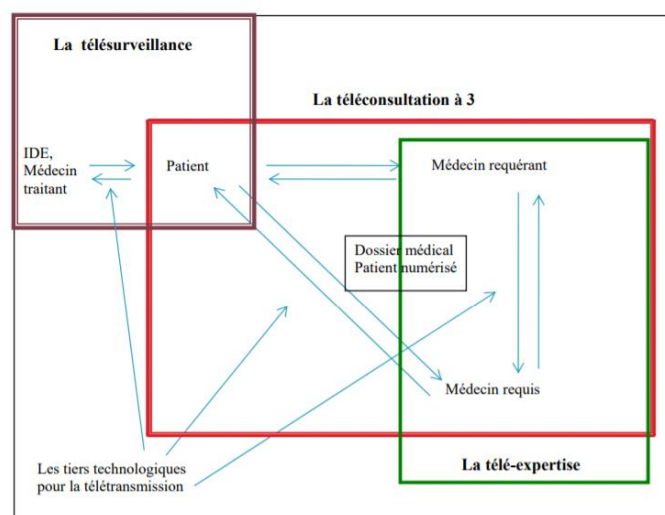 La télésurveillance
La téléconsultation à 3
IDE,
Médecin
traitant
Patient
Médecin requérant
Dossier médical
Patient numérisé
Médecin requis
Les tiers technologiques
pour la télétransmission
La télé-expertise